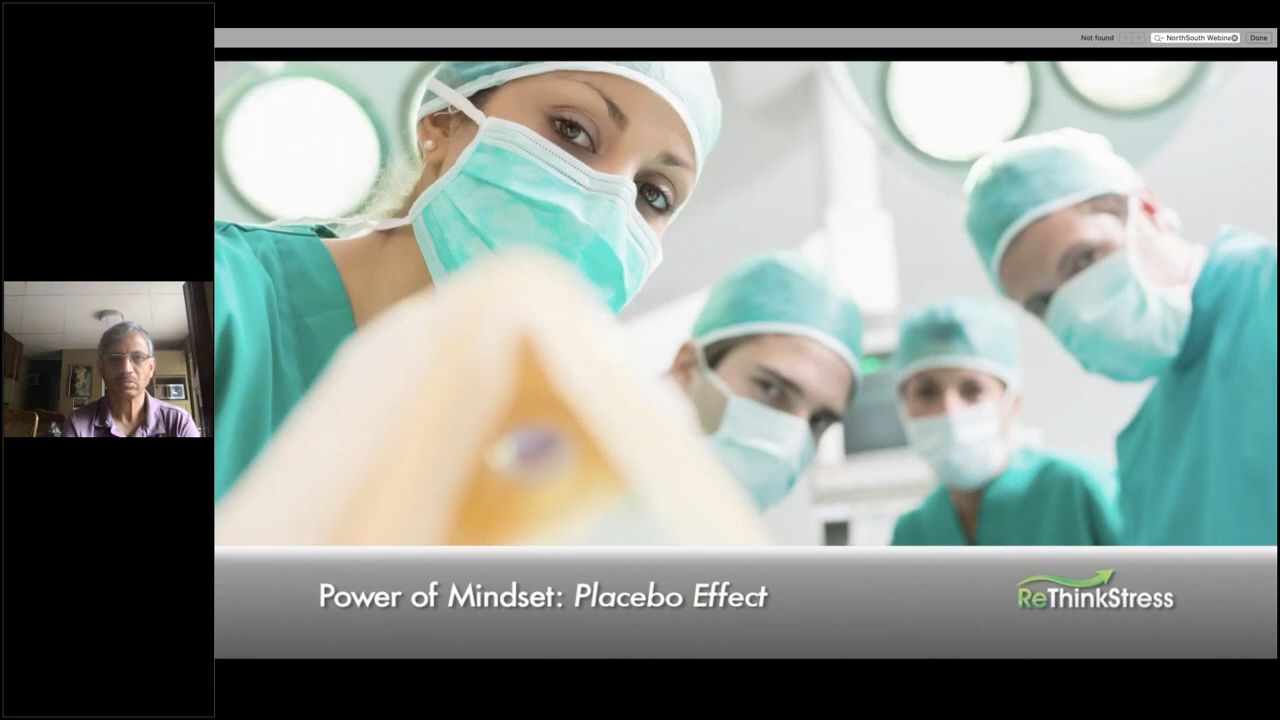 Not found
NorthSouth Webina
Done
Power of Mindset: Placebo Effect
ReThinkStress